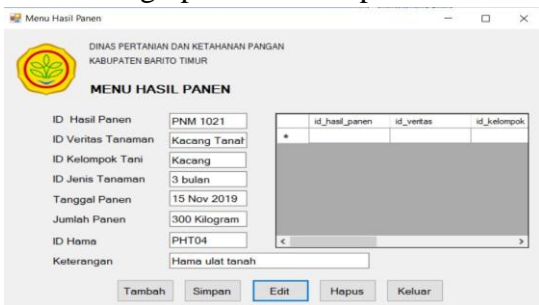 Menu Hasil Panen
DINAS PERTANIAN DAN KETAHANAN PANGAN
KABUPATEN BARITO TIMUR
MENU HASIL PANEN
ID Hasil Panen PNM 1021
ID Veritas Tanaman Kacang Tanah
ID Kelompok Tani Kacang
ID Jenis Tanaman 3 bulan
Tanggal Panen 15 Nov 2019
Jumlah Panen 300 Kilogram
ID Hama PHT04
Keterangan Hama ulat tanah
id_hasil_panen id_veritas id_kelompok
Tambah Simpan Edit Hapus Keluar